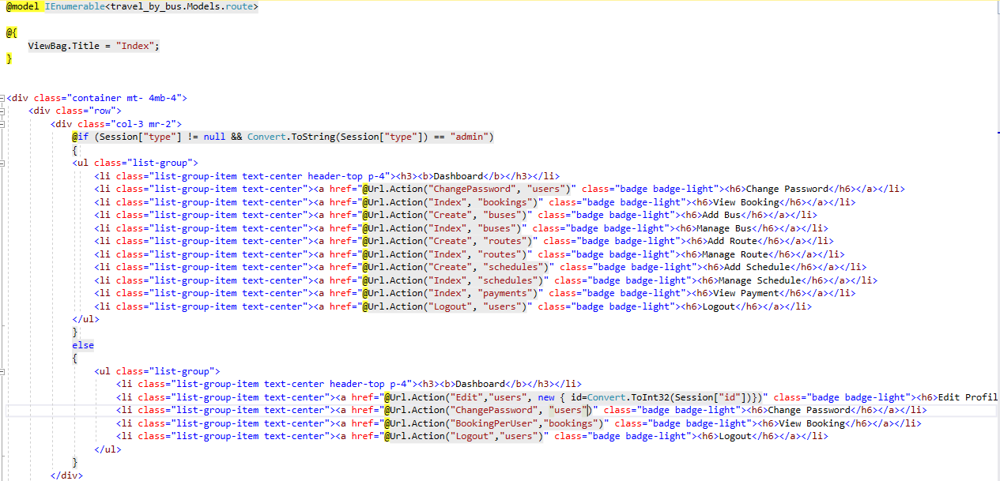 @model IEnumerable<travel_by_bus.Models.route>
@{
ViewBag.Title = "Index";
}
<div class="container mt- 4mb-4">
<div class="row">
<div class="col-3 mr-2">
@if (Session["type"] != null && Convert.ToString(Session["type"]) == "admin")
{
<ul class="list-group">
<li class="list-group-item text-center header-top p-4"><h3><b>Dashboard</b></h3></li>
<li class="list-group-item text-center"><a href="@Url.Action("ChangePassword", "users")" class="badge badge-light"><h6>Change Password</h6></a></li>
<li class="list-group-item text-center"><a href="@Url.Action("Index", "bookings")" class="badge badge-light"><h6>View Booking</h6></a></li>
<li class="list-group-item text-center"><a href="@Url.Action("Create", "buses")" class="badge badge-light"><h6>Add Bus</h6></a></li>
<li class="list-group-item text-center"><a href="@Url.Action("Index", "buses")" class="badge badge-light"><h6>Manage Bus</h6></a></li>
<li class="list-group-item text-center"><a href="@Url.Action("Create", "routes")" class="badge badge-light"><h6>Add Route</h6></a></li>
<li class="list-group-item text-center"><a href="@Url.Action("Index", "routes")" class="badge badge-light"><h6>Manage Route</h6></a></li>
<li class="list-group-item text-center"><a href="@Url.Action("Create", "schedules")" class="badge badge-light"><h6>Add Schedule</h6></a></li>
<li class="list-group-item text-center"><a href="@Url.Action("Index", "schedules")" class="badge badge-light"><h6>Manage Schedule</h6></a></li>
<li class="list-group-item text-center"><a href="@Url.Action("Index", "payments")" class="badge badge-light"><h6>View Payment</h6></a></li>
<li class="list-group-item text-center"><a href="@Url.Action("Logout", "users")" class="badge badge-light"><h6>Logout</h6></a></li>
</ul>
}
else
{
<ul class="list-group">
<li class="list-group-item text-center header-top p-4"><h3><b>Dashboard</b></h3></li>
<li class="list-group-item text-center"><a href="@Url.Action("Edit","users", new { id=Convert.ToInt32(Session["id"])})" class="badge badge-light"><h6>Edit Profil
<li class="list-group-item text-center"><a href="@Url.Action("ChangePassword", "users")" class="badge badge-light"><h6>Change Password</h6></a></li>
<li class="list-group-item text-center"><a href="@Url.Action("BookingPerUser","bookings")" class="badge badge-light"><h6>View Booking</h6></a></li>
<li class="list-group-item text-center"><a href="@Url.Action("Logout","users")" class="badge badge-light"><h6>Logout</h6></a></li>
</ul>
}
</div>